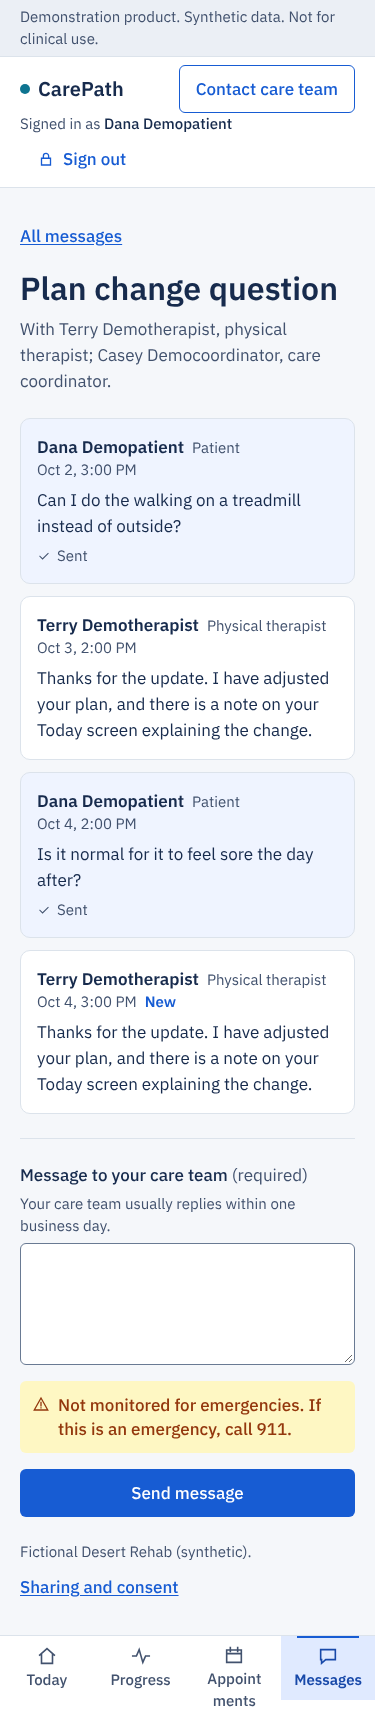 Demonstration product. Synthetic data. Not for
clinical use.
CarePath
Contact care team
Signed in as Dana Demopatient
Sign out
All messages
Plan change question
With Terry Demotherapist, physical
therapist; Casey Democoordinator, care
coordinator.
Dana Demopatient Patient
Oct 2, 3:00 PM
Can I do the walking on a treadmill
instead of outside?
✓ Sent
Terry Demotherapist Physical therapist
Oct 3, 2:00 PM
Thanks for the update. I have adjusted
your plan, and there is a note on your
Today screen explaining the change.
Dana Demopatient Patient
Oct 4, 2:00 PM
Is it normal for it to feel sore the day
after?
✓ Sent
Terry Demotherapist Physical therapist
Oct 4, 3:00 PM New
Thanks for the update. I have adjusted
your plan, and there is a note on your
Today screen explaining the change.
Message to your care team (required)
Your care team usually replies within one
business day.
Not monitored for emergencies. If
this is an emergency, call 911.
Send message
Fictional Desert Rehab (synthetic).
Sharing and consent
Today
Progress
Appoint
ments
Messages